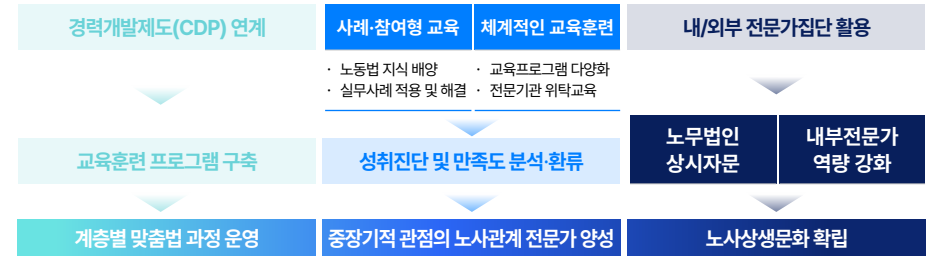 경력개발제도(CDP) 연계
교육훈련 프로그램 구축
계층별 맞춤법 과정 운영
사례·참여형 교육
· 노동법 지식 배양
· 실무사례 적용 및 해결
체계적인 교육훈련
· 교육프로그램 다양화
· 전문기관 위탁교육
성취진단 및 만족도 분석·환류
중장기적 관점의 노사관계 전문가 양성
내/외부 전문가집단 활용
노무법인
상시자문
내부전문가
역량 강화
노사상생문화 확립